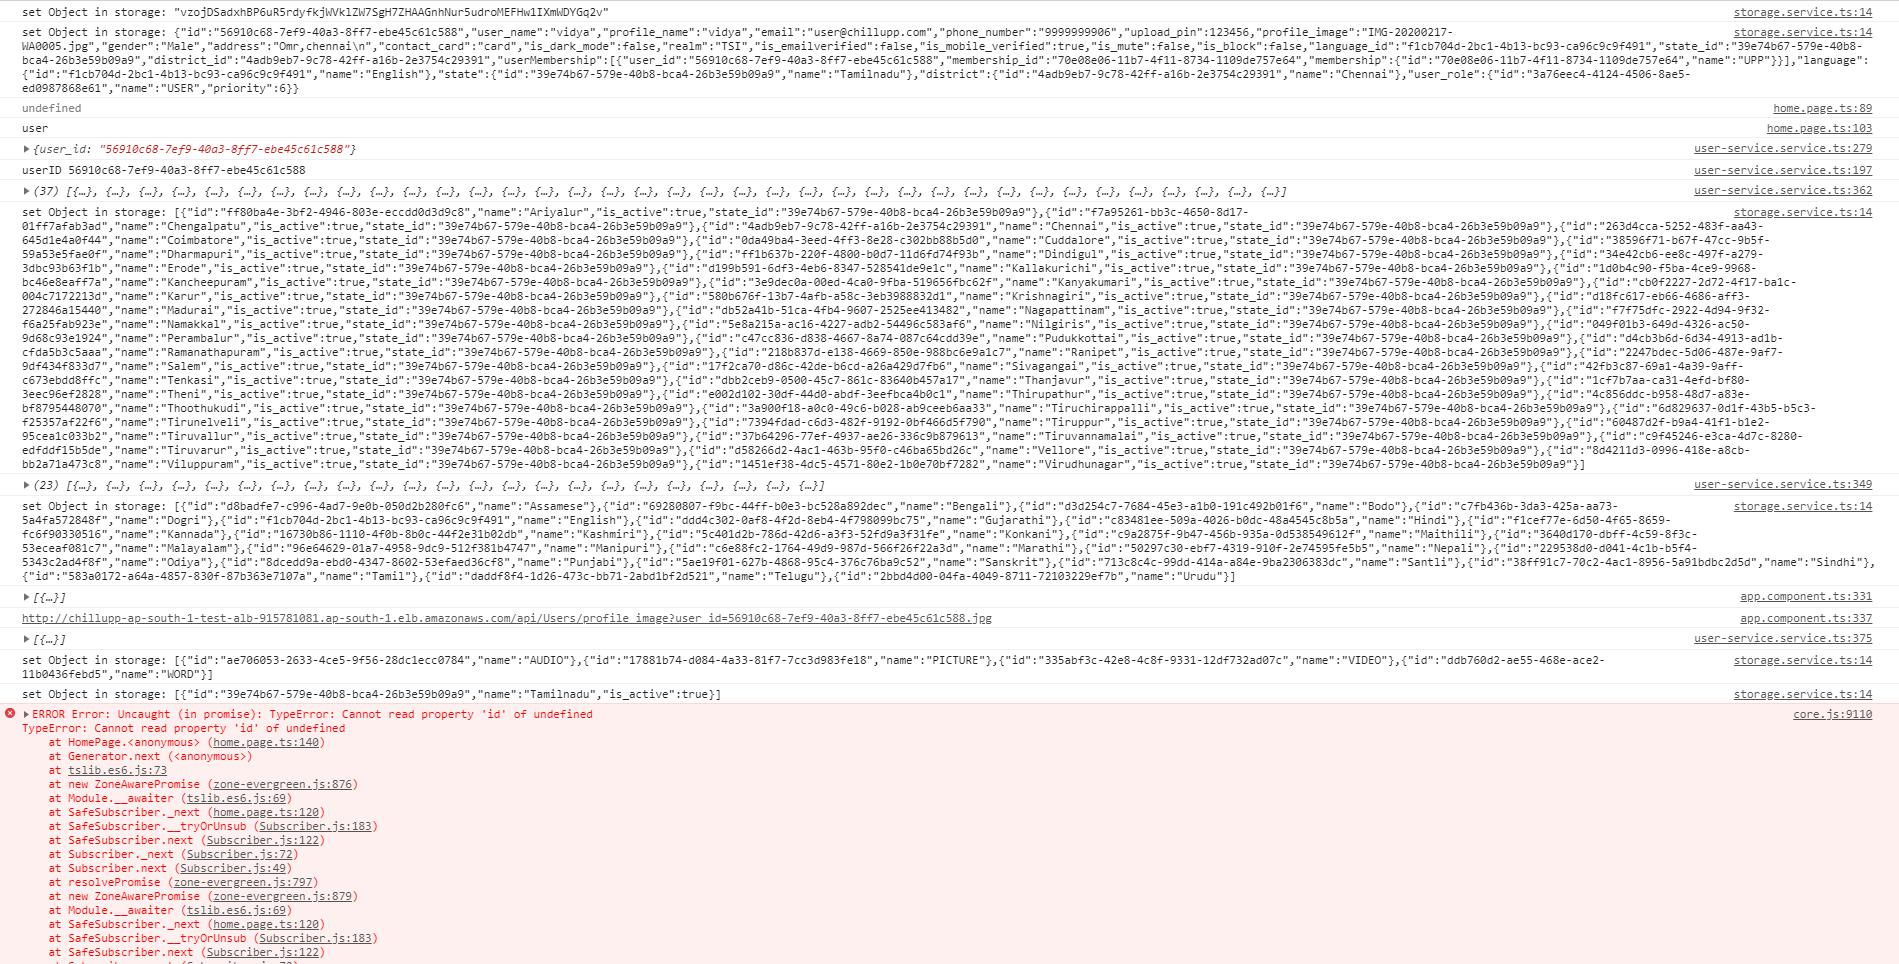 set Object in storage: "vzojDSadxhBP6uR5rdyfkjWVklZW7SgH7ZHAAGnhNur5udroMEFHw1IXmWDYGq2v" storage.service.ts:14
set Object in storage: {"id":"56910c68-7ef9-40a3-8ff7-ebe45c61c588","user_name":"vidya","profile_name":"vidya","email":"user@chillupp.com","phone_number":"9999999906","upload_pin":123456,"profile_image":"IMG-20200217- storage.service.ts:14
WA0005.jpg","gender":"Male","address":"Omr,chennai\n","contact_card":"card","is_dark_mode":false,"realm":"TSI","is_emailverified":false,"is_mobile_verified":true,"is_mute":false,"is_block":false,"language_id":"f1cb704d-2bc1-4b13-bc93-ca96c9c9f491","state_id":"39e74b67-579e-40b8-
bca4-26b3e59b09a9","district_id":"4adb9eb7-9c78-42ff-a16b-2e3754c29391","userMembership":[{"user_id":"56910c68-7ef9-40a3-8ff7-ebe45c61c588","membership_id":"70e08e06-11b7-4f11-8734-1109de757e64","membership":{"id":"70e08e06-11b7-4f11-8734-1109de757e64","name":"UPP"}}],"language":
{"id":"f1cb704d-2bc1-4b13-bc93-ca96c9c9f491","name":"English"},"state":{"id":"39e74b67-579e-40b8-bca4-26b3e59b09a9","name":"Tamilnadu"},"district":{"id":"4adb9eb7-9c78-42ff-a16b-2e3754c29391","name":"Chennai"},"user_role":{"id":"3a76eec4-4124-4506-8ae5-
ed0987868e61","name":"USER","priority":6}}
undefined home.page.ts:89
user home.page.ts:103
{user_id: "56910c68-7ef9-40a3-8ff7-ebe45c61c588"} user-service.service.ts:279
userID 56910c68-7ef9-40a3-8ff7-ebe45c61c588 user-service.service.ts:197
(37) [{…}, {…}, {…}, {…}, {…}, {…}, {…}, {…}, {…}, {…}, {…}, {…}, {…}, {…}, {…}, {…}, {…}, {…}, {…}, {…}, {…}, {…}, {…}, {…}, {…}, {…}, {…}, {…}, {…}, {…}, {…}, {…}, {…}, {…}, {…}, {…}, {…}] user-service.service.ts:362
set Object in storage: [{"id":"ff80ba4e-3bf2-4946-803e-eccdd0d3d9c8","name":"Ariyalur","is_active":true,"state_id":"39e74b67-579e-40b8-bca4-26b3e59b09a9"},{"id":"f7a95261-bb3c-4650-8d17- storage.service.ts:14
01ff7afab3ad","name":"Chengalpatu","is_active":true,"state_id":"39e74b67-579e-40b8-bca4-26b3e59b09a9"},{"id":"4adb9eb7-9c78-42ff-a16b-2e3754c29391","name":"Chennai","is_active":true,"state_id":"39e74b67-579e-40b8-bca4-26b3e59b09a9"},{"id":"263d4cca-5252-483f-aa43-
645d1e4a0f44","name":"Coimbatore","is_active":true,"state_id":"39e74b67-579e-40b8-bca4-26b3e59b09a9"},{"id":"0da49ba4-3eed-4ff3-8e28-c302bb88b5d0","name":"Cuddalore","is_active":true,"state_id":"39e74b67-579e-40b8-bca4-26b3e59b09a9"},{"id":"38596f71-b67f-47cc-9b5f-
59a53e5fae0f","name":"Dharmapuri","is_active":true,"state_id":"39e74b67-579e-40b8-bca4-26b3e59b09a9"},{"id":"ff1b637b-220f-4800-b0d7-11d6fd74f93b","name":"Dindigul","is_active":true,"state_id":"39e74b67-579e-40b8-bca4-26b3e59b09a9"},{"id":"34e42cb6-ee8c-497f-a279-
3dbc93b63f1b","name":"Erode","is_active":true,"state_id":"39e74b67-579e-40b8-bca4-26b3e59b09a9"},{"id":"d199b591-6df3-4eb6-8347-528541de9e1c","name":"Kallakurichi","is_active":true,"state_id":"39e74b67-579e-40b8-bca4-26b3e59b09a9"},{"id":"1d0b4c90-f5ba-4ce9-9968-
bc46e8eaff7a","name":"Kancheepuram","is_active":true,"state_id":"39e74b67-579e-40b8-bca4-26b3e59b09a9"},{"id":"3e9dec0a-00ed-4ca0-9fba-519656fbc62f","name":"Kanyakumari","is_active":true,"state_id":"39e74b67-579e-40b8-bca4-26b3e59b09a9"},{"id":"cb0f2227-2d72-4f17-ba1c-
004c7172213d","name":"Karur","is_active":true,"state_id":"39e74b67-579e-40b8-bca4-26b3e59b09a9"},{"id":"580b676f-13b7-4afb-a58c-3eb3988832d1","name":"Krishnagiri","is_active":true,"state_id":"39e74b67-579e-40b8-bca4-26b3e59b09a9"},{"id":"d18fc617-eb66-4686-aff3-
272846a15440","name":"Madurai","is_active":true,"state_id":"39e74b67-579e-40b8-bca4-26b3e59b09a9"},{"id":"db52a41b-51ca-4fb4-9607-2525ee413482","name":"Nagapattinam","is_active":true,"state_id":"39e74b67-579e-40b8-bca4-26b3e59b09a9"},{"id":"f7f75dfc-2922-4d94-9f32-
f6a25fab923e","name":"Namakkal","is_active":true,"state_id":"39e74b67-579e-40b8-bca4-26b3e59b09a9"},{"id":"5e8a215a-ac16-4227-adb2-54496c583af6","name":"Nilgiris","is_active":true,"state_id":"39e74b67-579e-40b8-bca4-26b3e59b09a9"},{"id":"049f01b3-649d-4326-ac50-
9d68c93e1924","name":"Perambalur","is_active":true,"state_id":"39e74b67-579e-40b8-bca4-26b3e59b09a9"},{"id":"c47cc836-d838-4667-8a74-087c64cdd39e","name":"Pudukkottai","is_active":true,"state_id":"39e74b67-579e-40b8-bca4-26b3e59b09a9"},{"id":"d4cb3b6d-6d34-4913-ad1b-
cfda5b3c5aaa","name":"Ramanathapuram","is_active":true,"state_id":"39e74b67-579e-40b8-bca4-26b3e59b09a9"},{"id":"218b837d-e138-4669-850e-988bc6e9a1c7","name":"Ranipet","is_active":true,"state_id":"39e74b67-579e-40b8-bca4-26b3e59b09a9"},{"id":"2247bdec-5d06-487e-9af7-
9df434f833d7","name":"Salem","is_active":true,"state_id":"39e74b67-579e-40b8-bca4-26b3e59b09a9"},{"id":"17f2ca70-d86c-42de-b6cd-a26a429d7fb6","name":"Sivagangai","is_active":true,"state_id":"39e74b67-579e-40b8-bca4-26b3e59b09a9"},{"id":"42fb3c87-69a1-4a39-9aff-
c673ebdd8ffc","name":"Tenkasi","is_active":true,"state_id":"39e74b67-579e-40b8-bca4-26b3e59b09a9"},{"id":"dbb2ceb9-0500-45c7-861c-83640b457a17","name":"Thanjavur","is_active":true,"state_id":"39e74b67-579e-40b8-bca4-26b3e59b09a9"},{"id":"1cf7b7aa-ca31-4efd-bf80-
3eec96ef2828","name":"Theni","is_active":true,"state_id":"39e74b67-579e-40b8-bca4-26b3e59b09a9"},{"id":"e002d102-30df-44d0-abdf-3eefbca4b0c1","name":"Thirupathur","is_active":true,"state_id":"39e74b67-579e-40b8-bca4-26b3e59b09a9"},{"id":"4c856ddc-b958-48d7-a83e-
bf8795448070","name":"Thoothukudi","is_active":true,"state_id":"39e74b67-579e-40b8-bca4-26b3e59b09a9"},{"id":"3a900f18-a0c0-49c6-b028-ab9ceeb6aa33","name":"Tiruchirappalli","is_active":true,"state_id":"39e74b67-579e-40b8-bca4-26b3e59b09a9"},{"id":"6d829637-0d1f-43b5-b5c3-
f25357af22f6","name":"Tirunelveli","is_active":true,"state_id":"39e74b67-579e-40b8-bca4-26b3e59b09a9"},{"id":"7394fdad-c6d3-482f-9192-0bf466d5f790","name":"Tiruppur","is_active":true,"state_id":"39e74b67-579e-40b8-bca4-26b3e59b09a9"},{"id":"60487d2f-b9a4-41f1-b1e2-
95cea1c033b2","name":"Tiruvallur","is_active":true,"state_id":"39e74b67-579e-40b8-bca4-26b3e59b09a9"},{"id":"37b64296-77ef-4937-ae26-336c9b879613","name":"Tiruvannamalai","is_active":true,"state_id":"39e74b67-579e-40b8-bca4-26b3e59b09a9"},{"id":"c9f45246-e3ca-4d7c-8280-
edfddf15b5de","name":"Tiruvarur","is_active":true,"state_id":"39e74b67-579e-40b8-bca4-26b3e59b09a9"},{"id":"d58266d2-4ac1-463b-95f0-c46ba65bd26c","name":"Vellore","is_active":true,"state_id":"39e74b67-579e-40b8-bca4-26b3e59b09a9"},{"id":"8d4211d3-0996-418e-a8cb-
bb2a71a473c8","name":"Viluppuram","is_active":true,"state_id":"39e74b67-579e-40b8-bca4-26b3e59b09a9"},{"id":"1451ef38-4dc5-4571-80e2-1b0e70bf7282","name":"Virudhunagar","is_active":true,"state_id":"39e74b67-579e-40b8-bca4-26b3e59b09a9"}]
(23) [{…}, {…}, {…}, {…}, {…}, {…}, {…}, {…}, {…}, {…}, {…}, {…}, {…}, {…}, {…}, {…}, {…}, {…}, {…}, {…}, {…}, {…}, {…}] user-service.service.ts:349
set Object in storage: [{"id":"d8badfe7-c996-4ad7-9e0b-050d2b280fc6","name":"Assamese"},{"id":"69280807-f9bc-44ff-b0e3-bc528a892dec","name":"Bengali"},{"id":"d3d254c7-7684-45e3-a1b0-191c492b01f6","name":"Bodo"},{"id":"c7fb436b-3da3-425a-aa73- storage.service.ts:14
5a4fa572848f","name":"Dogri"},{"id":"f1cb704d-2bc1-4b13-bc93-ca96c9c9f491","name":"English"},{"id":"ddd4c302-0af8-4f2d-8eb4-4f798099bc75","name":"Gujarathi"},{"id":"c83481ee-509a-4026-b0dc-48a4545c8b5a","name":"Hindi"},{"id":"f1cef77e-6d50-4f65-8659-
fc6f90330516","name":"Kannada"},{"id":"16730b86-1110-4f0b-8b0c-44f2e31b02db","name":"Kashmiri"},{"id":"5c401d2b-786d-42d6-a3f3-52fd9a3f31fe","name":"Konkani"},{"id":"c9a2875f-9b47-456b-935a-0d538549612f","name":"Maithili"},{"id":"3640d170-dbff-4c59-8f3c-
53eceaf081c7","name":"Malayalam"},{"id":"96e64629-01a7-4958-9dc9-512f381b4747","name":"Manipuri"},{"id":"c6e88fc2-1764-49d9-987d-566f26f22a3d","name":"Marathi"},{"id":"50297c30-ebf7-4319-910f-2e74595fe5b5","name":"Nepali"},{"id":"229538d0-d041-4c1b-b5f4-
5343c2ad4f8f","name":"Odiya"},{"id":"8dcedd9a-ebd0-4347-8602-53efaed36cf8","name":"Punjabi"},{"id":"5ae19f01-627b-4868-95c4-376c76ba9c52","name":"Sanskrit"},{"id":"713c8c4c-99dd-414a-a84e-9ba2306383dc","name":"Santli"},{"id":"38ff91c7-70c2-4ac1-8956-5a91bdbc2d5d","name":"Sindhi"},
{"id":"583a0172-a64a-4857-830f-87b363e7107a","name":"Tamil"},{"id":"daddf8f4-1d26-473c-bb71-2abd1bf2d521","name":"Telugu"},{"id":"2bbd4d00-04fa-4049-8711-72103229ef7b","name":"Urudu"}]
[{…}] app.component.ts:331
http://chillupp-ap-south-1-test-alb-915781081.ap-south-1.elb.amazonaws.com/api/Users/profile_image?user_id=56910c68-7ef9-40a3-8ff7-ebe45c61c588.jpg app.component.ts:337
[{…}] user-service.service.ts:375
set Object in storage: [{"id":"ae706053-2633-4ce5-9f56-28dc1ecc0784","name":"AUDIO"},{"id":"17881b74-d084-4a33-81f7-7cc3d983fe18","name":"PICTURE"},{"id":"335abf3c-42e8-4c8f-9331-12df732ad07c","name":"VIDEO"},{"id":"ddb760d2-ae55-468e-ace2- storage.service.ts:14
11b0436febd5","name":"WORD"}]
set Object in storage: [{"id":"39e74b67-579e-40b8-bca4-26b3e59b09a9","name":"Tamilnadu","is_active":true}] storage.service.ts:14
ERROR Error: Uncaught (in promise): TypeError: Cannot read property 'id' of undefined core.js:9110
TypeError: Cannot read property 'id' of undefined
at HomePage.<anonymous> (home.page.ts:140)
at Generator.next (<anonymous>)
at tslib.es6.js:73
at new ZoneAwarePromise (zone-evergreen.js:876)
at Module.__awaiter (tslib.es6.js:69)
at SafeSubscriber._next (home.page.ts:120)
at SafeSubscriber.__tryOrUnsub (Subscriber.js:183)
at SafeSubscriber.next (Subscriber.js:122)
at Subscriber._next (Subscriber.js:72)
at Subscriber.next (Subscriber.js:49)
at resolvePromise (zone-evergreen.js:797)
at new ZoneAwarePromise (zone-evergreen.js:879)
at Module.__awaiter (tslib.es6.js:69)
at SafeSubscriber._next (home.page.ts:120)
at SafeSubscriber.__tryOrUnsub (Subscriber.js:183)
at SafeSubscriber.next (Subscriber.js:122)